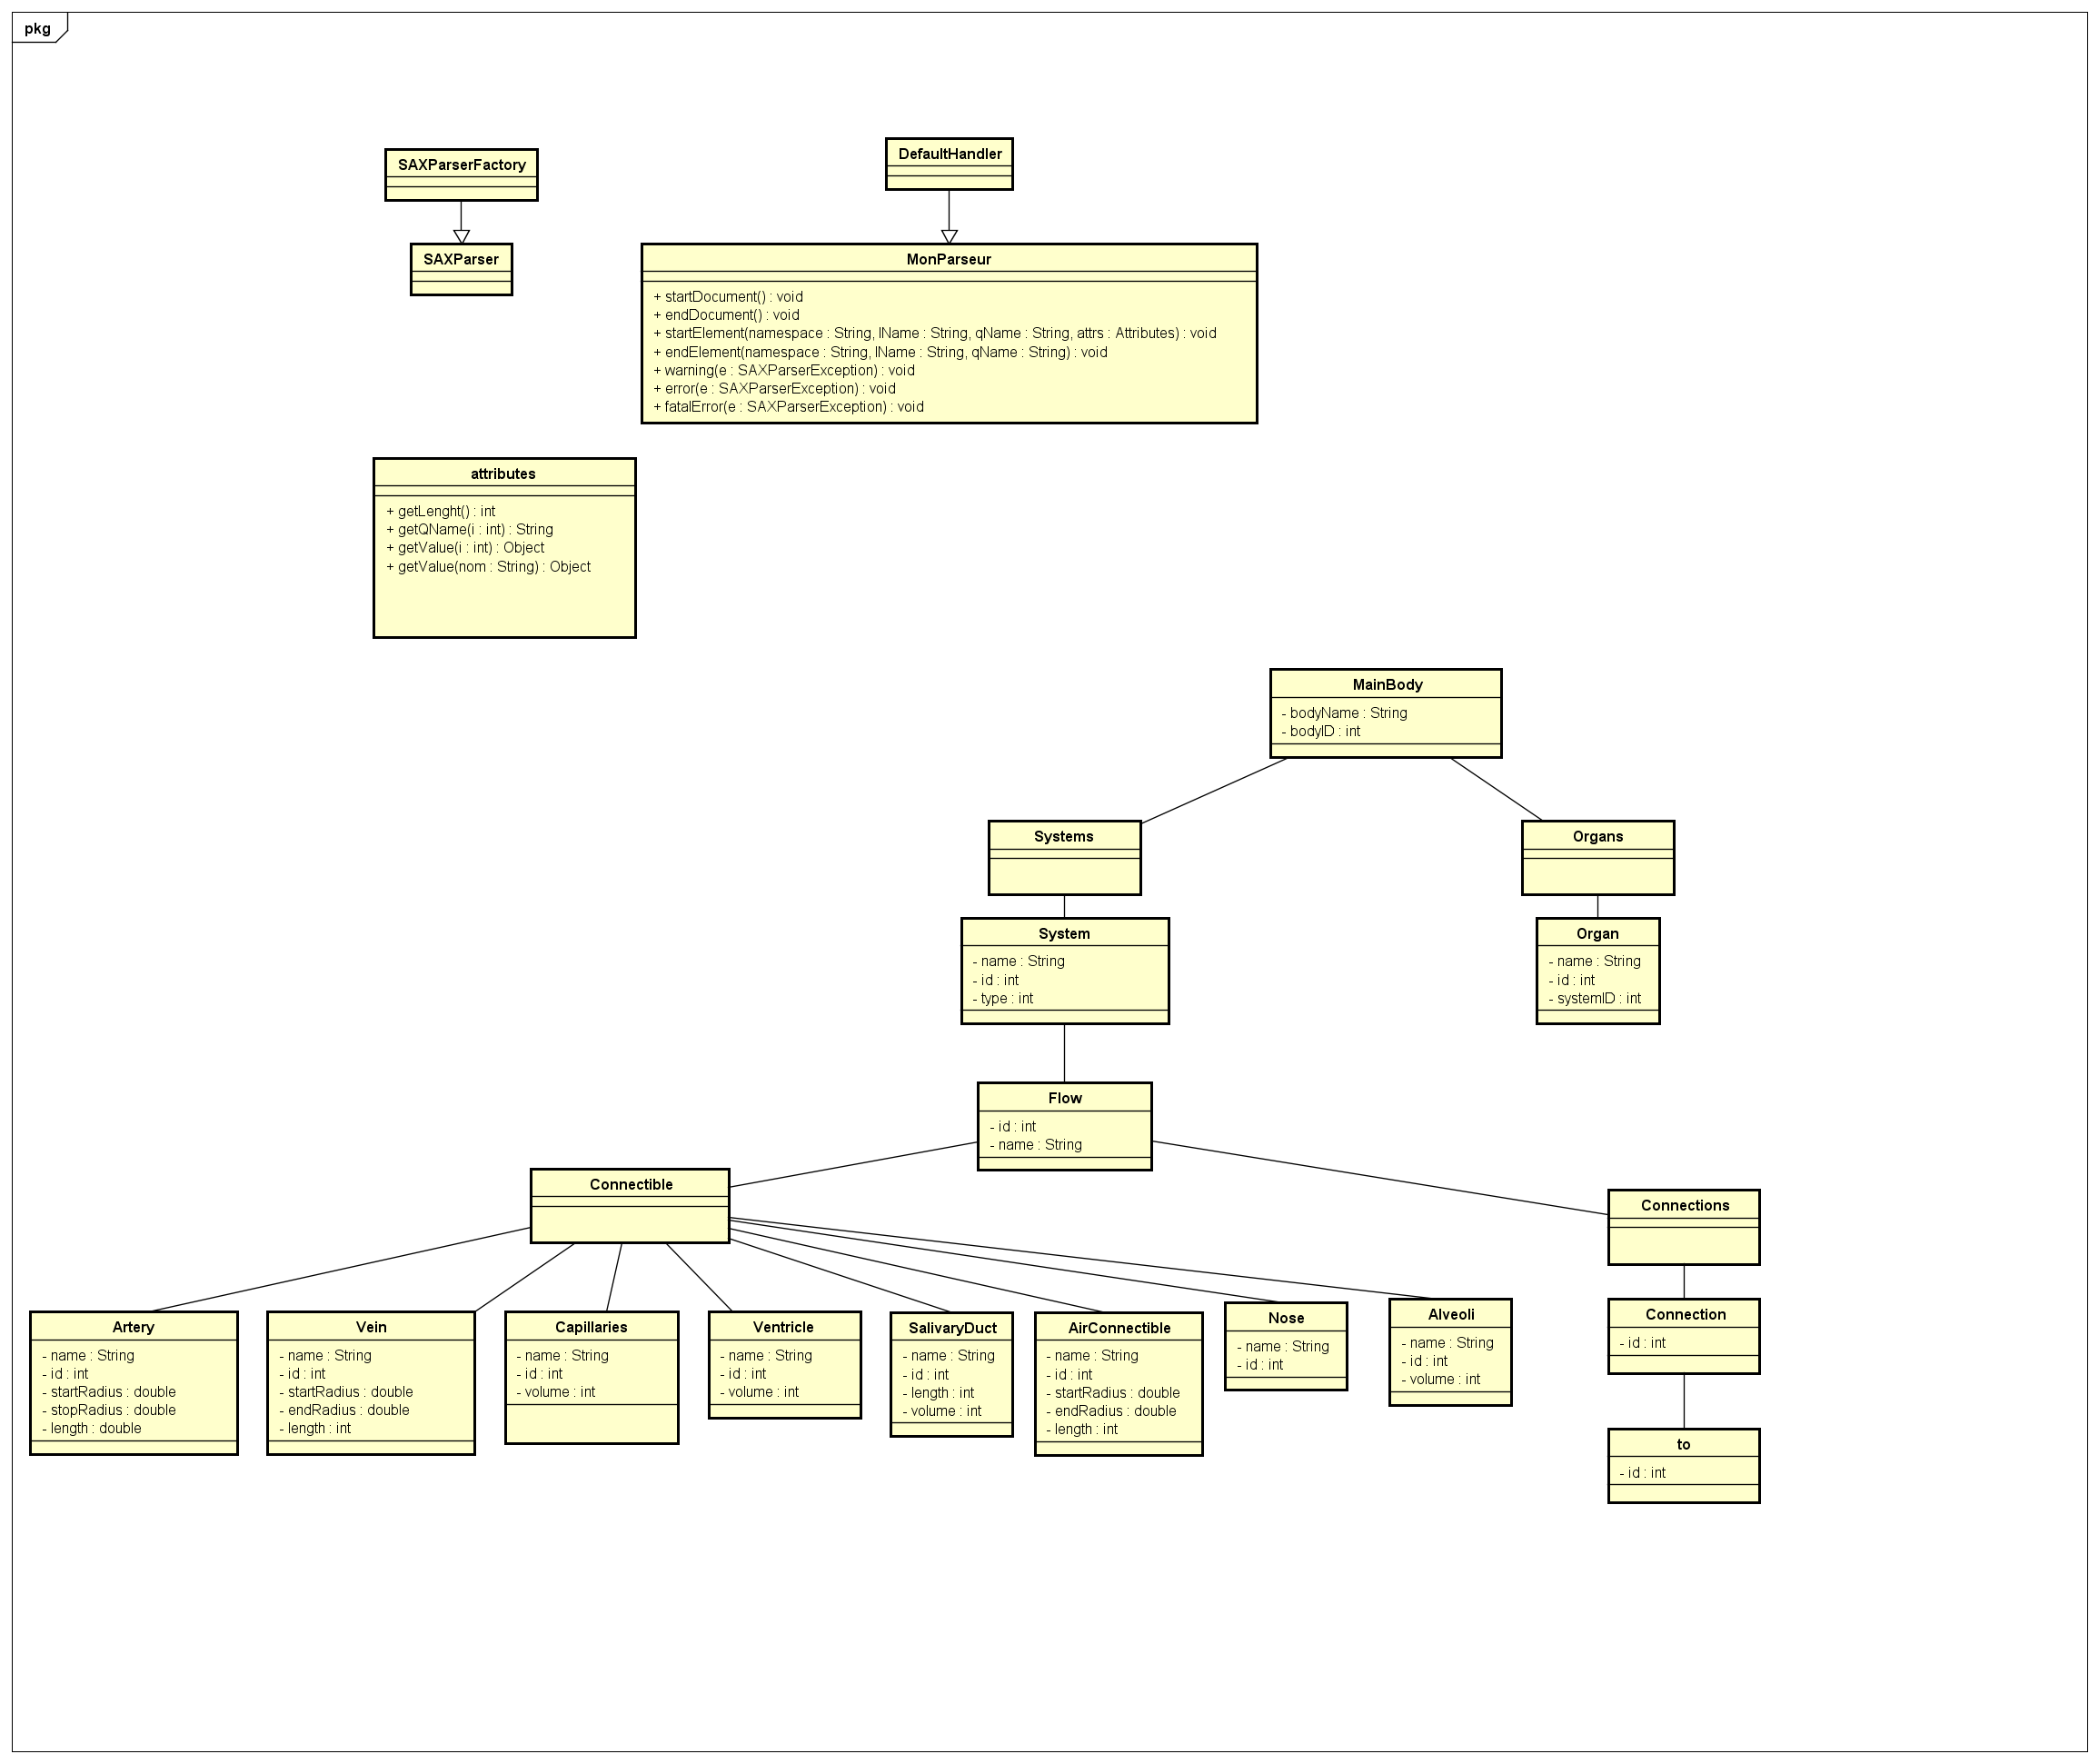 pkg
SAXParserFactory
SAXParser
DefaultHandler
MonParseur
+ startDocument() : void
+ endDocument() : void
+ startElement(namespace : String, lName : String, qName : String, attrs : Attributes) : void
+ endElement(namespace : String, lName : String, qName : String) : void
+ warning(e : SAXParserException) : void
+ error(e : SAXParserException) : void
+ fatalError(e : SAXParserException) : void
attributes
+ getLenght() : int
+ getQName(i : int) : String
+ getValue(i : int) : Object
+ getValue(nom : String) : Object
MainBody
- bodyName : String
- bodyID : int
Systems
Organs
System
- name : String
- id : int
- type : int
Organ
- name : String
- id : int
- systemID : int
Flow
- id : int
- name : String
Connectible
Connections
Artery
- name : String
- id : int
- startRadius : double
- stopRadius : double
- length : double
Vein
- name : String
- id : int
- startRadius : double
- endRadius : double
- length : int
Capillaries
- name : String
- id : int
- volume : int
Ventricle
- name : String
- id : int
- volume : int
SalivaryDuct
- name : String
- id : int
- length : int
- volume : int
AirConnectible
- name : String
- id : int
- startRadius : double
- endRadius : double
- length : int
Nose
- name : String
- id : int
Alveoli
- name : String
- id : int
- volume : int
Connection
- id : int
to
- id : int